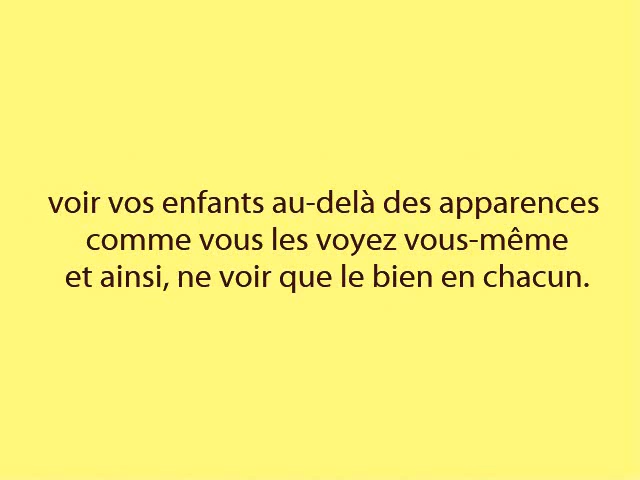 voir vos enfants au-delà des apparences
comme vous les voyez vous-même
et ainsi, ne voir que le bien en chacun.